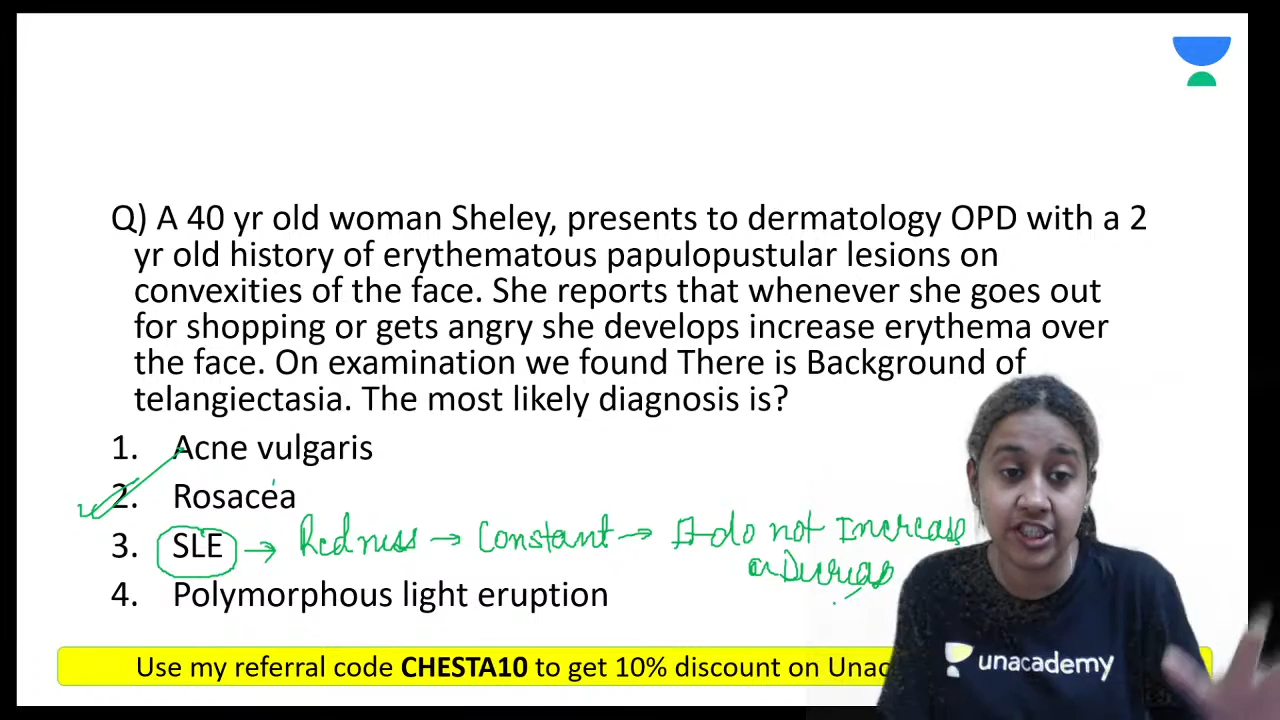 Q) A 40 yr old woman Sheley, presents to dermatology OPD with a 2
yr old history of erythematous papulopustular lesions on
convexities of the face. She reports that whenever she goes out
for shopping or gets angry she develops increase erythema over
the face. On examination we found There is Background of
telangiectasia. The most likely diagnosis is?
1. Acne vulgaris
2. Rosacéa
3. SLE → Redness → Constant → It do not Increase
or Decrease
4. Polymorphous light eruption
Use my referral code CHESTA10 to get 10% discount on Unac
unacademy